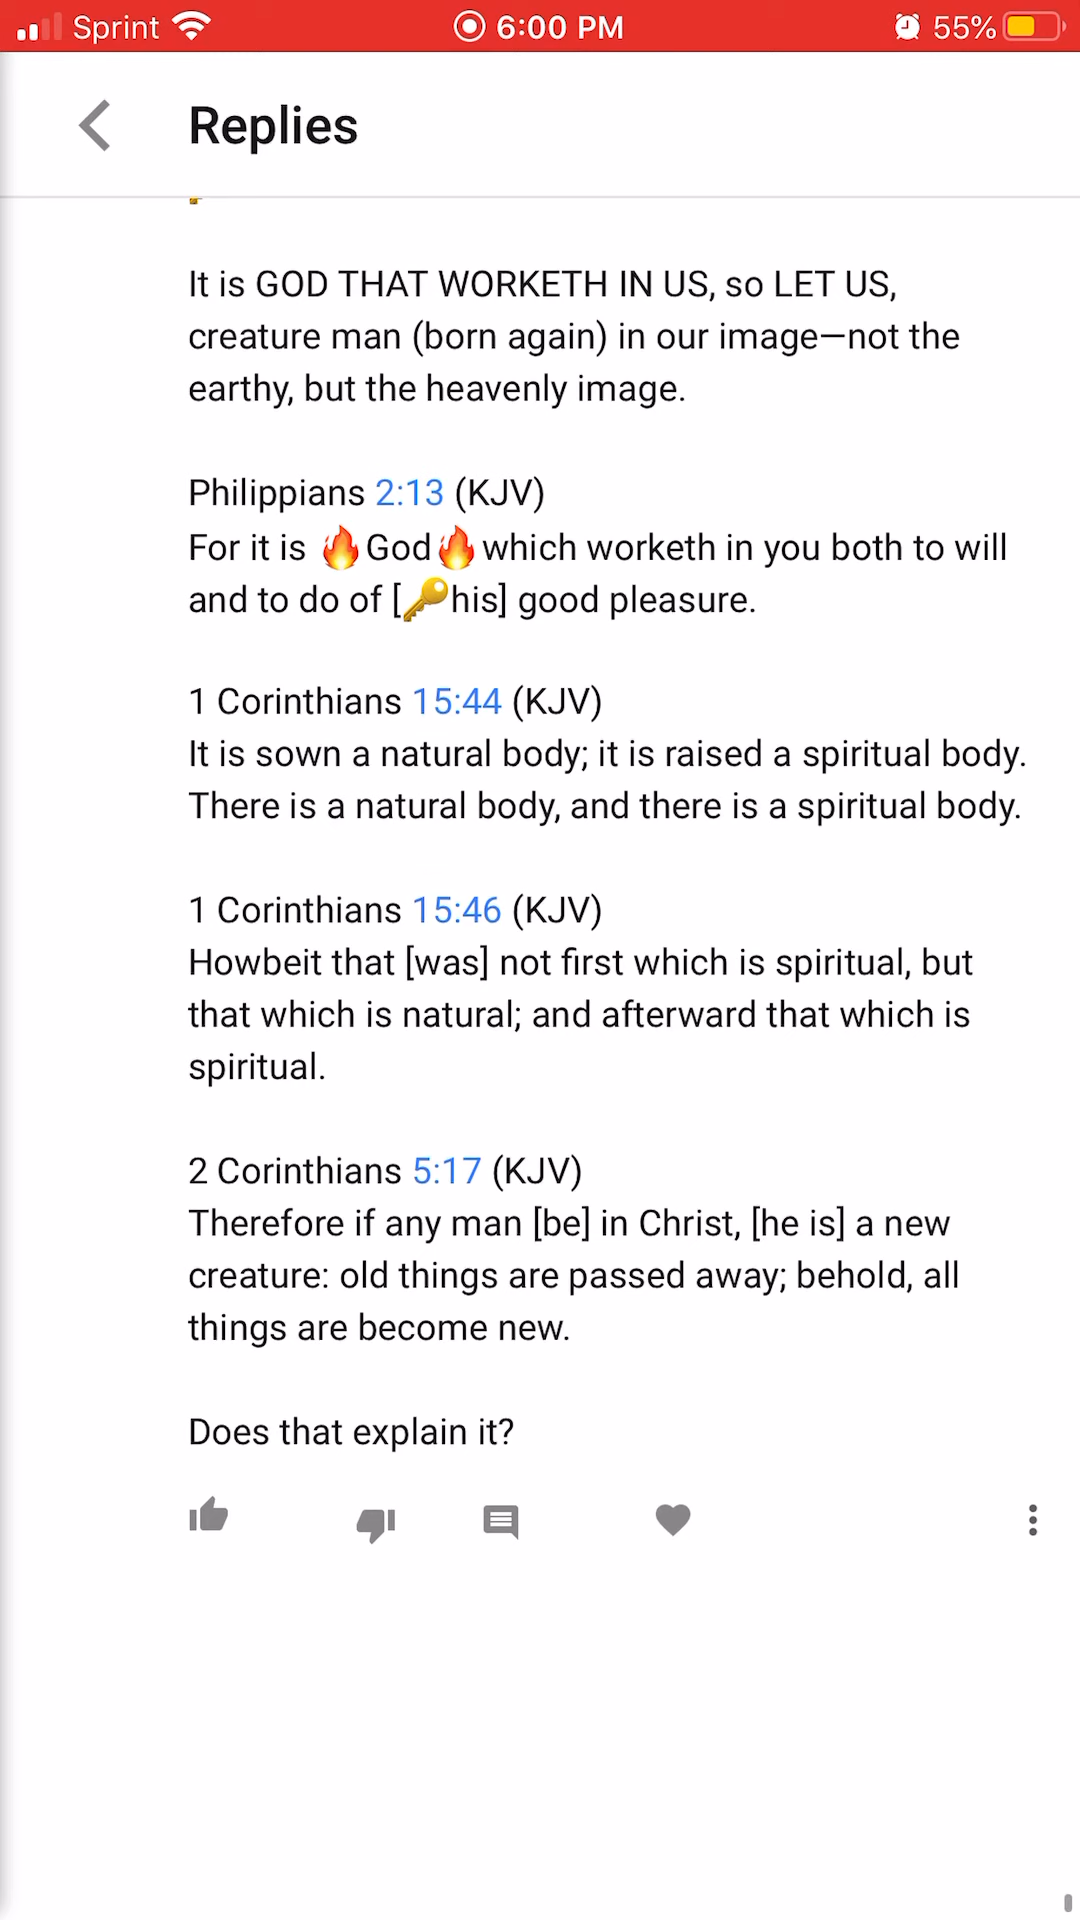 Sprint 6:00 PM 55%
Replies
It is GOD THAT WORKETH IN US, so LET US,
creature man (born again) in our image—not the
earthy, but the heavenly image.
Philippians 2:13 (KJV)
For it is 🔥God🔥which worketh in you both to will
and to do of [🔑his] good pleasure.
1 Corinthians 15:44 (KJV)
It is sown a natural body; it is raised a spiritual body.
There is a natural body, and there is a spiritual body.
1 Corinthians 15:46 (KJV)
Howbeit that [was] not first which is spiritual, but
that which is natural; and afterward that which is
spiritual.
2 Corinthians 5:17 (KJV)
Therefore if any man [be] in Christ, [he is] a new
creature: old things are passed away; behold, all
things are become new.
Does that explain it?